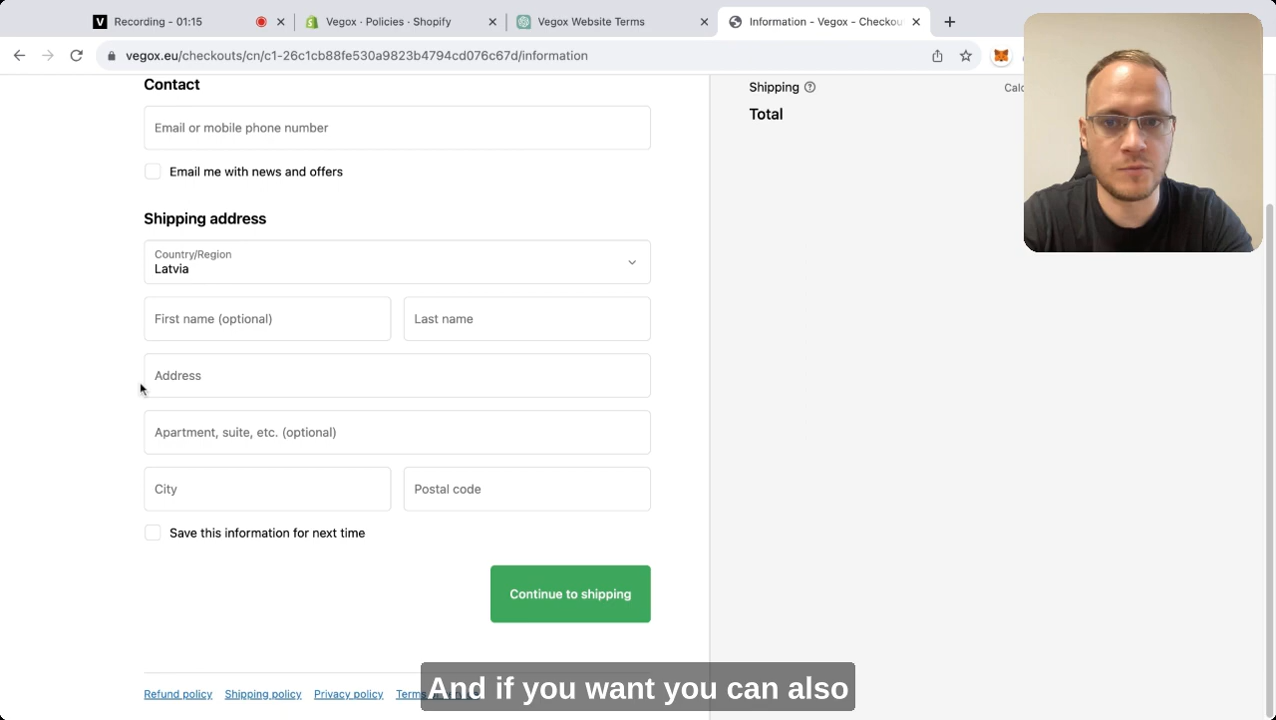 Recording - 01:15
Vegox · Policies · Shopify
Vegox Website Terms
Information - Vegox - Checkou
vegox.eu/checkouts/cn/c1-26c1cb88fe530a9823b4794cd076c67d/information
Contact
Shipping
Calc
Total
Email or mobile phone number
Email me with news and offers
Shipping address
Country/Region
Latvia
First name (optional)
Last name
Address
Apartment, suite, etc. (optional)
City
Postal code
Save this information for next time
Continue to shipping
Refund policy
Shipping policy
Privacy policy
Terms
And if you want you can also